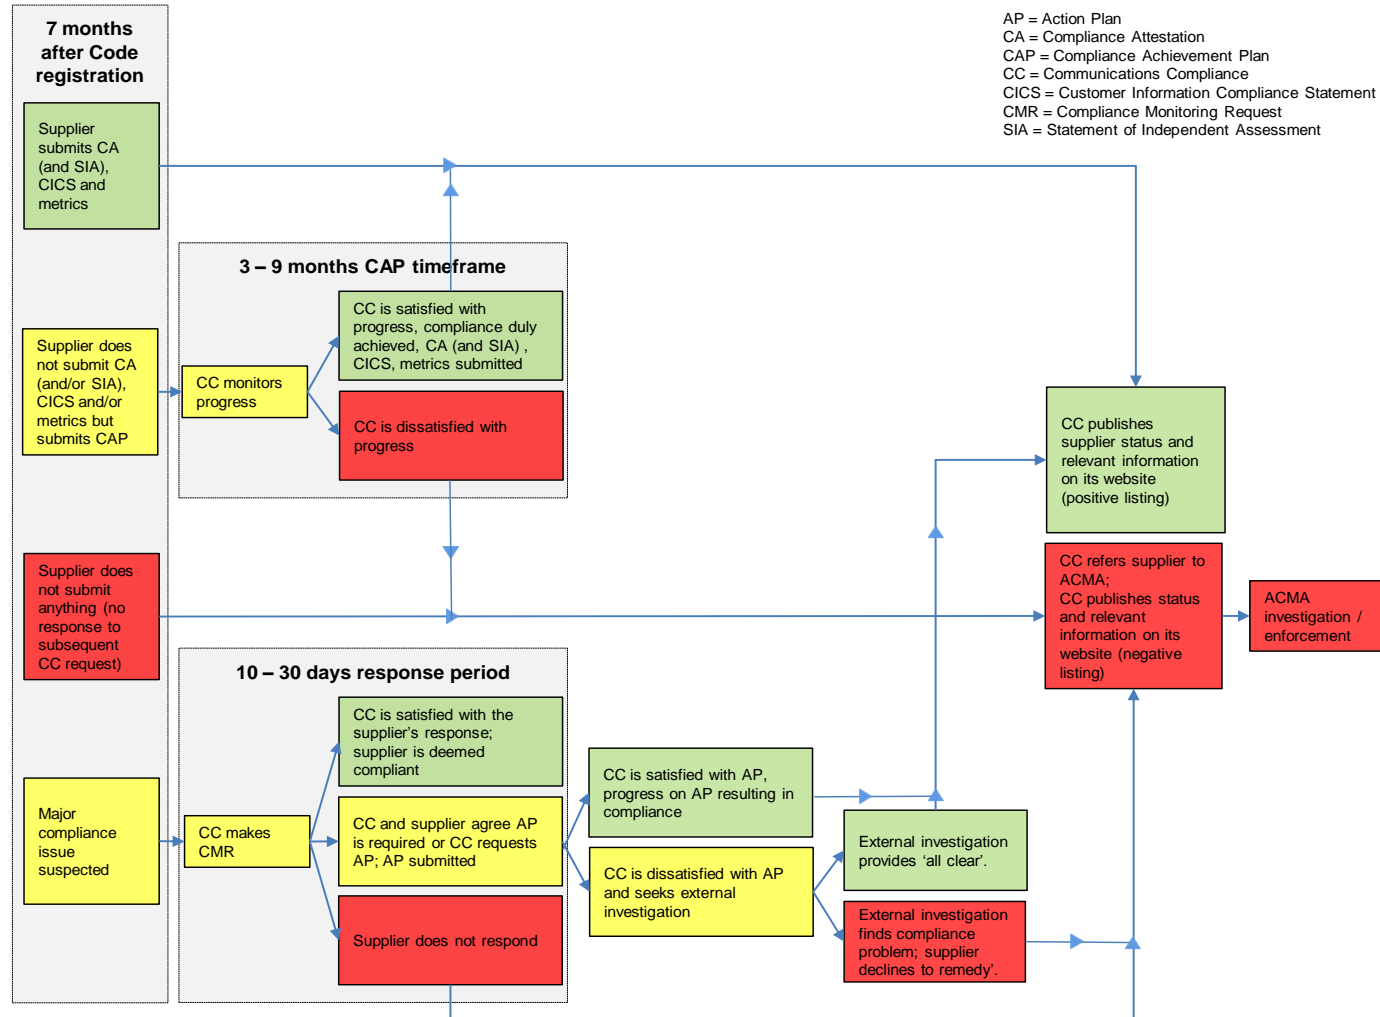 7 months
after Code
registration
AP = Action Plan
CA = Compliance Attestation
CAP = Compliance Achievement Plan
CC = Communications Compliance
CICS = Customer Information Compliance Statement
CMR = Compliance Monitoring Request
SIA = Statement of Independent Assessment
Supplier
submits CA
(and SIA),
CICS and
metrics
3 – 9 months CAP timeframe
Supplier does
not submit CA
(and/or SIA),
CICS and/or
metrics but
submits CAP
CC monitors
progress
CC is satisfied with
progress, compliance duly
achieved, CA (and SIA) ,
CICS, metrics submitted
CC is dissatisfied with
progress
CC publishes
supplier status and
relevant information
on its website
(positive listing)
Supplier does
not submit
anything (no
response to
subsequent
CC request)
CC refers supplier to
ACMA;
CC publishes status
and relevant
information on its
website (negative
listing)
ACMA
investigation /
enforcement
10 – 30 days response period
Major
compliance
issue
suspected
CC makes
CMR
CC is satisfied with the
supplier's response;
supplier is deemed
compliant
CC and supplier agree AP
is required or CC requests
AP; AP submitted
Supplier does not respond
CC is satisfied with AP,
progress on AP resulting in
compliance
CC is dissatisfied with AP
and seeks external
investigation
External investigation
provides ‘all clear’.
External investigation
finds compliance
problem; supplier
declines to remedy’.